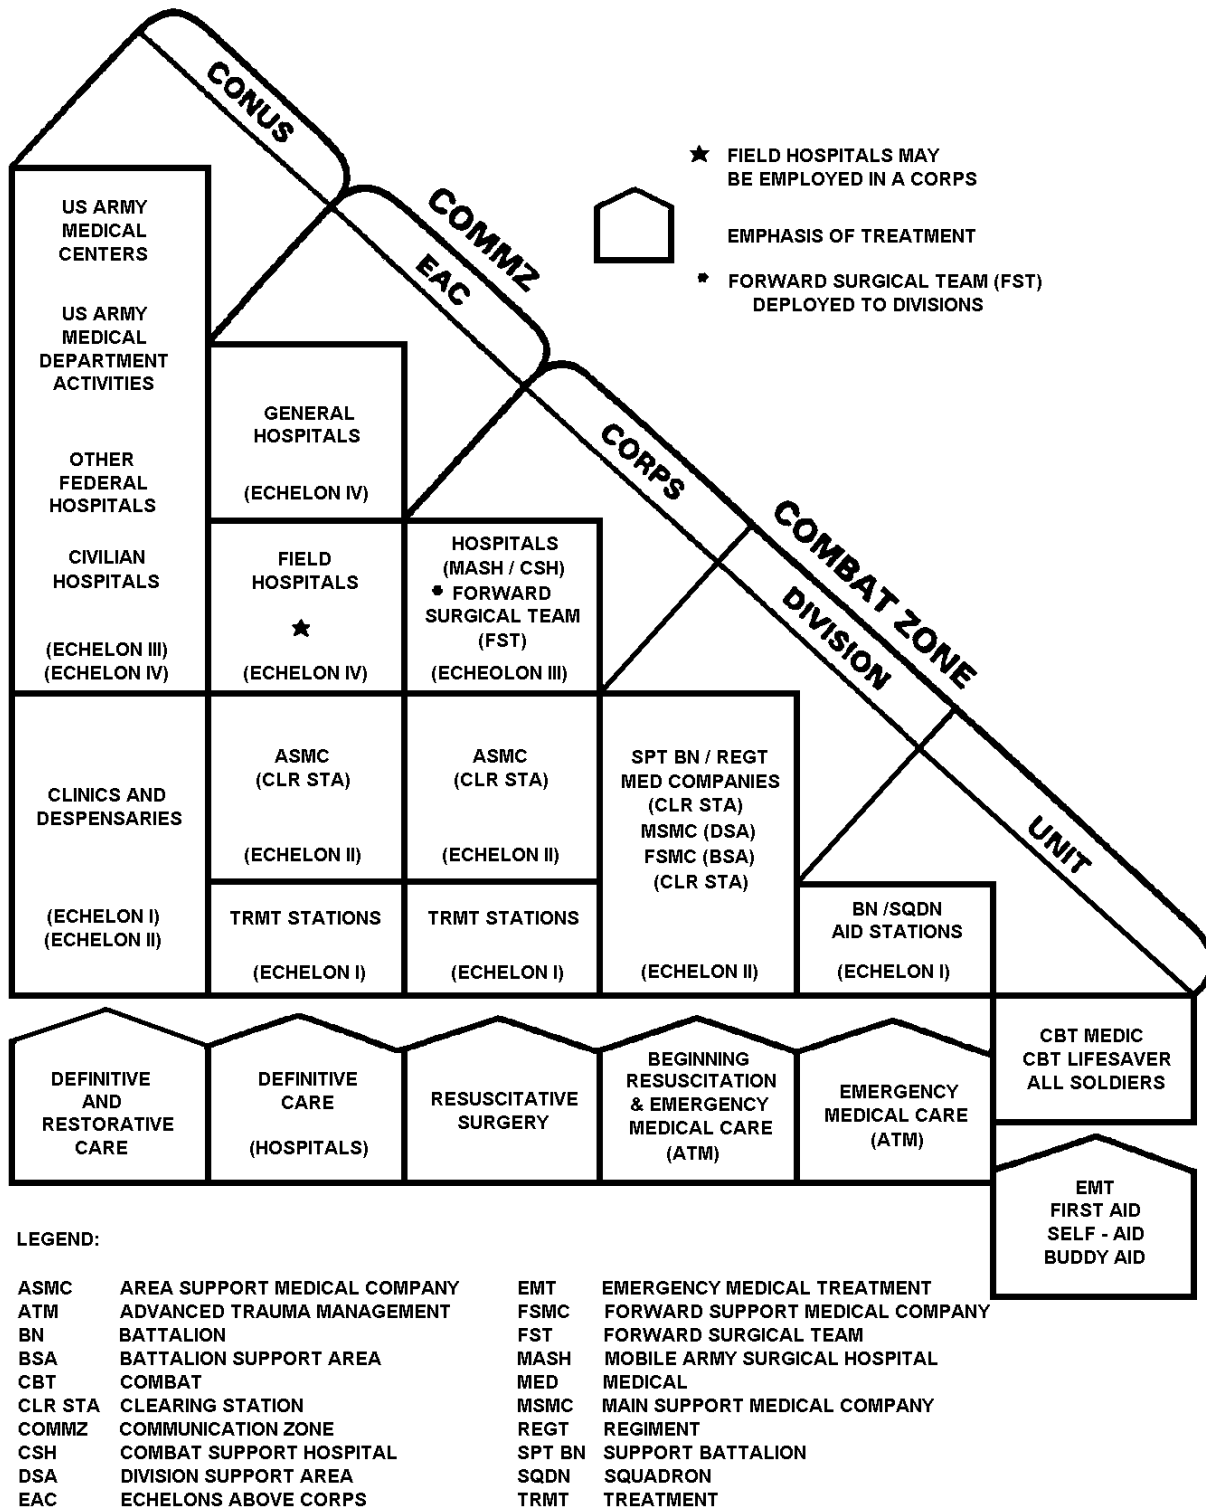 CONUS
COMMZ
EAC
CORPS
COMBAT ZONE
DIVISION
UNIT
★ FIELD HOSPITALS MAY
BE EMPLOYED IN A CORPS
EMPHASIS OF TREATMENT
* FORWARD SURGICAL TEAM (FST)
DEPLOYED TO DIVISIONS
US ARMY
MEDICAL
CENTERS
US ARMY
MEDICAL
DEPARTMENT
ACTIVITIES
OTHER
FEDERAL
HOSPITALS
CIVILIAN
HOSPITALS
(ECHELON III)
(ECHELON IV)
CLINICS AND
DESPENSARIES
(ECHELON I)
(ECHELON II)
GENERAL
HOSPITALS
(ECHELON IV)
FIELD
HOSPITALS
★
(ECHELON IV)
ASMC
(CLR STA)
(ECHELON II)
TRMT STATIONS
(ECHELON I)
HOSPITALS
(MASH / CSH)
* FORWARD
SURGICAL TEAM
(FST)
(ECHEOLON III)
ASMC
(CLR STA)
(ECHELON II)
TRMT STATIONS
(ECHELON I)
SPT BN / REGT
MED COMPANIES
(CLR STA)
MSMC (DSA)
FSMC (BSA)
(CLR STA)
(ECHELON II)
BN /SQDN
AID STATIONS
(ECHELON I)
CBT MEDIC
CBT LIFESAVER
ALL SOLDIERS
DEFINITIVE
AND
RESTORATIVE
CARE
DEFINITIVE
CARE
(HOSPITALS)
RESUSCITATIVE
SURGERY
BEGINNING
RESUSCITATION
& EMERGENCY
MEDICAL CARE
(ATM)
EMERGENCY
MEDICAL CARE
(ATM)
EMT
FIRST AID
SELF - AID
BUDDY AID
LEGEND:
ASMC AREA SUPPORT MEDICAL COMPANY
ATM ADVANCED TRAUMA MANAGEMENT
BN BATTALION
BSA BATTALION SUPPORT AREA
CBT COMBAT
CLR STA CLEARING STATION
COMMZ COMMUNICATION ZONE
CSH COMBAT SUPPORT HOSPITAL
DSA DIVISION SUPPORT AREA
EAC ECHELONS ABOVE CORPS
EMT EMERGENCY MEDICAL TREATMENT
FSMC FORWARD SUPPORT MEDICAL COMPANY
FST FORWARD SURGICAL TEAM
MASH MOBILE ARMY SURGICAL HOSPITAL
MED MEDICAL
MSMC MAIN SUPPORT MEDICAL COMPANY
REGT REGIMENT
SPT BN SUPPORT BATTALION
SQDN SQUADRON
TRMT TREATMENT